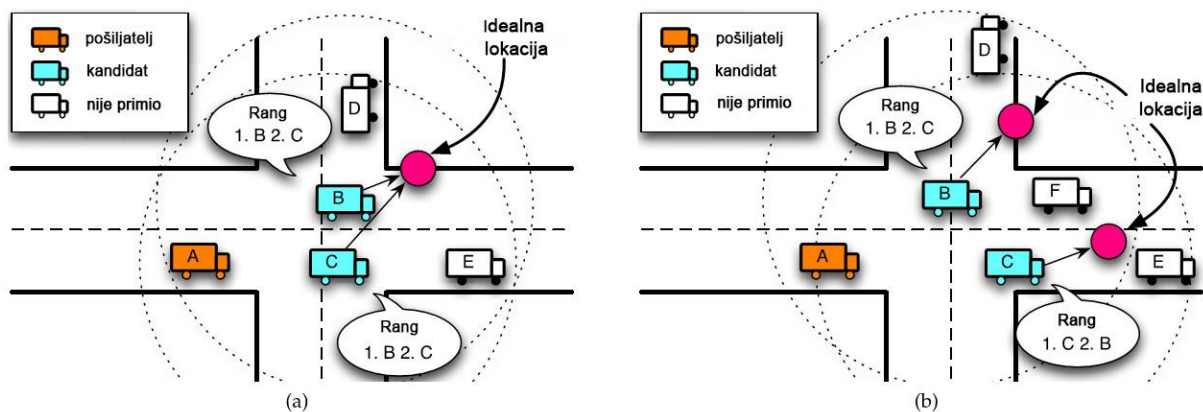 pošiljatelj
kandidat
nije primio
Idealna
lokacija
D
Rang
1. B 2. C
B
A
C
E
Rang
1. B 2. C
(a)
pošiljatelj
kandidat
nije primio
D
Idealna
lokacija
Rang
1. B 2. C
B
F
A
C
E
Rang
1. C 2. B
(b)